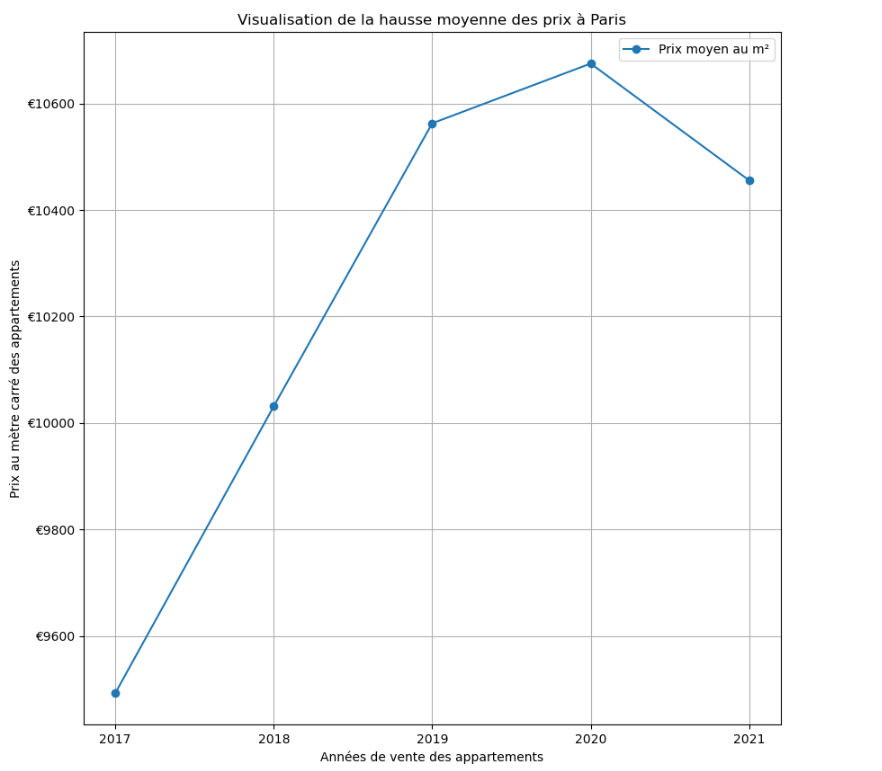 Visualisation de la hausse moyenne des prix à Paris
Prix moyen au m²
€10600
€10400
€10200
€10000
€9800
€9600
Prix au mètre carré des appartements
2017 2018 2019 2020 2021
Années de vente des appartements